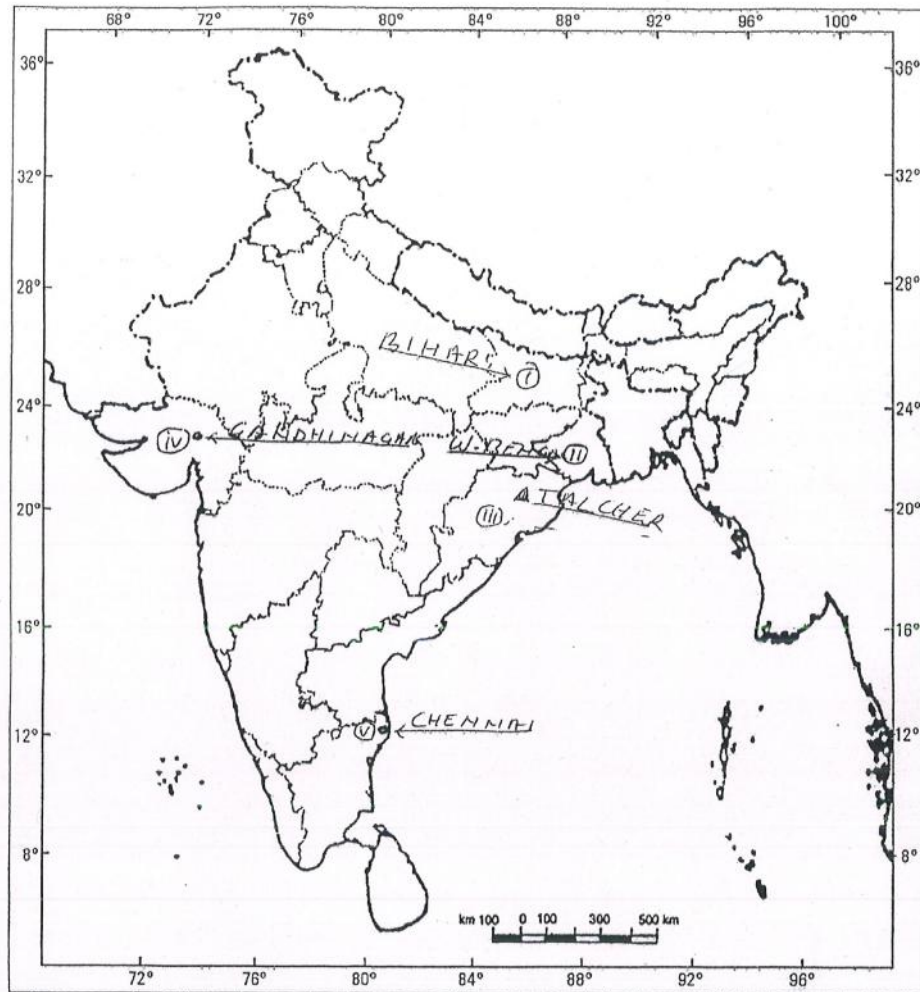 68° 72° 76° 80° 84° 88° 92° 96° 100°
36° 36°
32° 32°
28° 28°
BIHAR
i
24° 24°
iv GANDHINAGAR W.BENGAL ii
20° 20°
TALCHER
iii
16° 16°
CHENNAI
v
12° 12°
8° 8°
km 100 0 100 300 500 km
72° 76° 80° 84° 88° 92° 96°